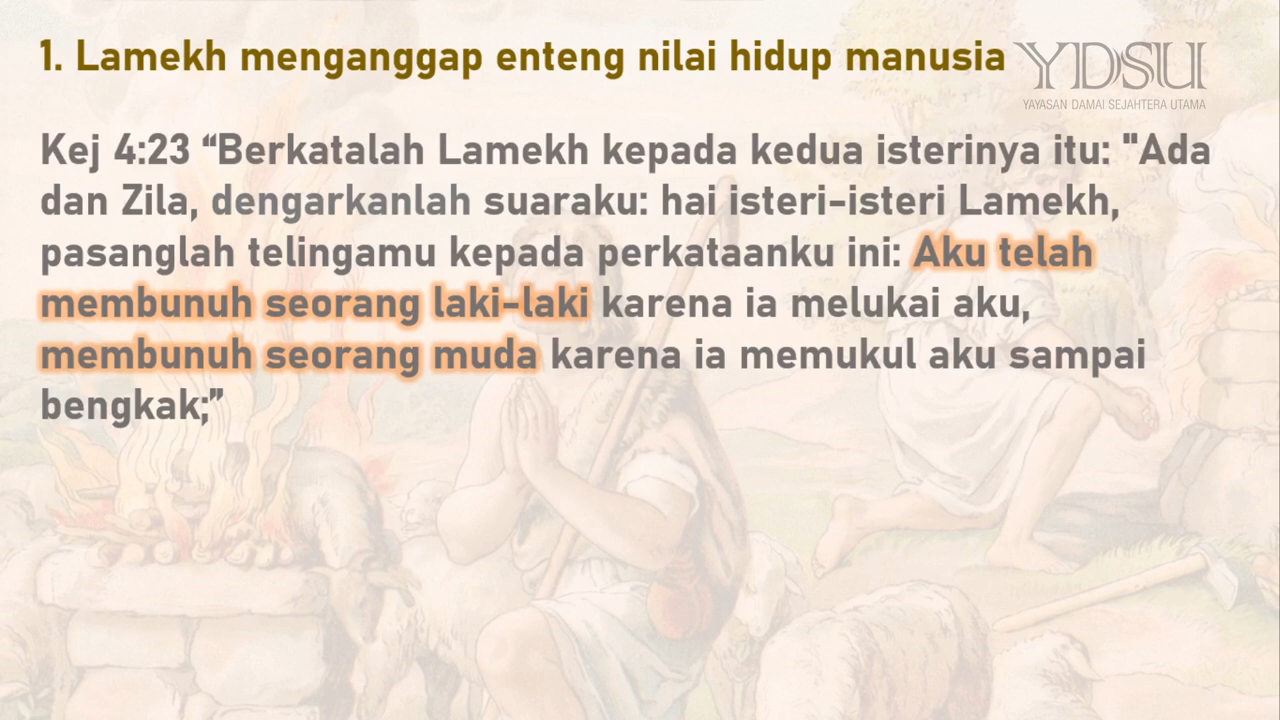 1. Lamekh menganggap enteng nilai hidup manusia
YDSU
YAYASAN DAMAI SEJAHTERA UTAMA
Kej 4:23 “Berkatalah Lamekh kepada kedua isterinya itu: "Ada
dan Zila, dengarkanlah suaraku: hai isteri-isteri Lamekh,
pasanglah telingamu kepada perkataanku ini: Aku telah
membunuh seorang laki-laki karena ia melukai aku,
membunuh seorang muda karena ia memukul aku sampai
bengkak;”